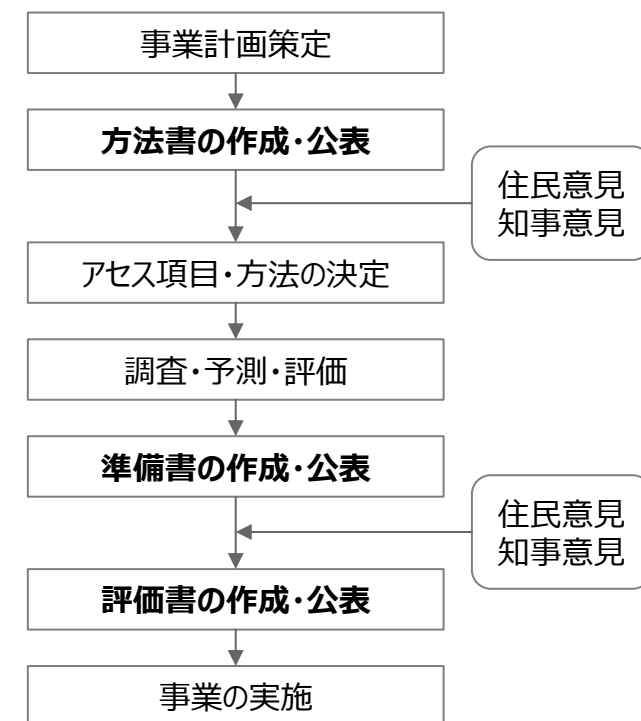 事業計画策定
方法書の作成・公表
住民意見
知事意見
アセス項目・方法の決定
調査・予測・評価
準備書の作成・公表
住民意見
知事意見
評価書の作成・公表
事業の実施